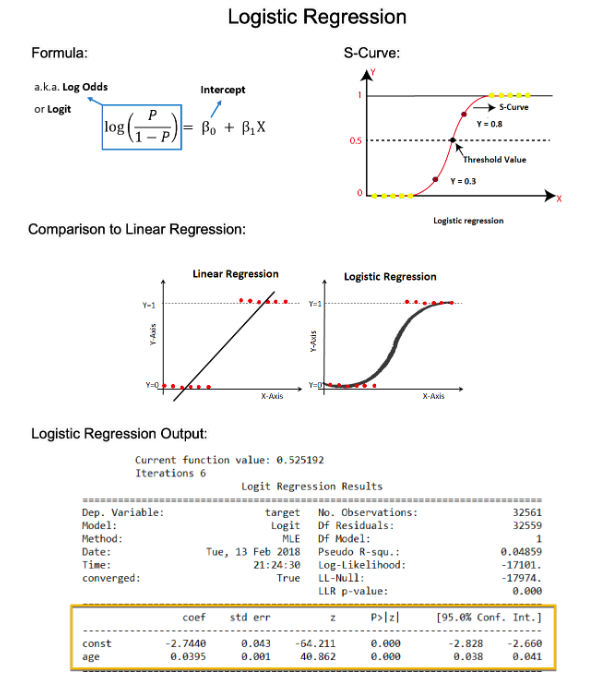 Logistic Regression
Formula:
S-Curve:
a.k.a. Log Odds
or Logit
Intercept
log(P/(1 − P)) = β₀ + β₁X
Y
1
S-Curve
Y = 0.8
0.5
Threshold Value
Y = 0.3
0
X
Logistic regression
Comparison to Linear Regression:
Linear Regression
Y=1
Y-Axis
Y=0
X-Axis
Logistic Regression
Y=1
Y-Axis
Y=0
X-Axis
Logistic Regression Output:
Current function value: 0.525192
Iterations 6
Logit Regression Results
Dep. Variable: target No. Observations: 32561
Model: Logit Df Residuals: 32559
Method: MLE Df Model: 1
Date: Tue, 13 Feb 2018 Pseudo R-squ.: 0.04859
Time: 21:24:30 Log-Likelihood: -17101.
converged: True LL-Null: -17974.
LLR p-value: 0.000
coef std err z P>|z| [95.0% Conf. Int.]
const -2.7440 0.043 -64.211 0.000 -2.828 -2.660
age 0.0395 0.001 40.862 0.000 0.038 0.041